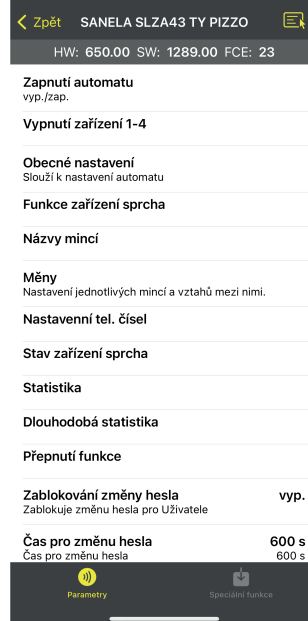 Zpět SANELA SLZA43 TY PIZZO
HW: 650.00 SW: 1289.00 FCE: 23
Zapnutí automatu
vyp./zap.
Vypnutí zařízení 1-4
Obecné nastavení
Slouží k nastavení automatu
Funkce zařízení sprcha
Názvy mincí
Měny
Nastavení jednotlivých mincí a vztahů mezi nimi.
Nastavenní tel. čísel
Stav zařízení sprcha
Statistika
Dlouhodobá statistika
Přepnutí funkce
Zablokování změny hesla vyp.
Zablokuje změnu hesla pro Uživatele
Čas pro změnu hesla 600 s
Čas pro změnu hesla 600 s
Parametry Speciální funkce